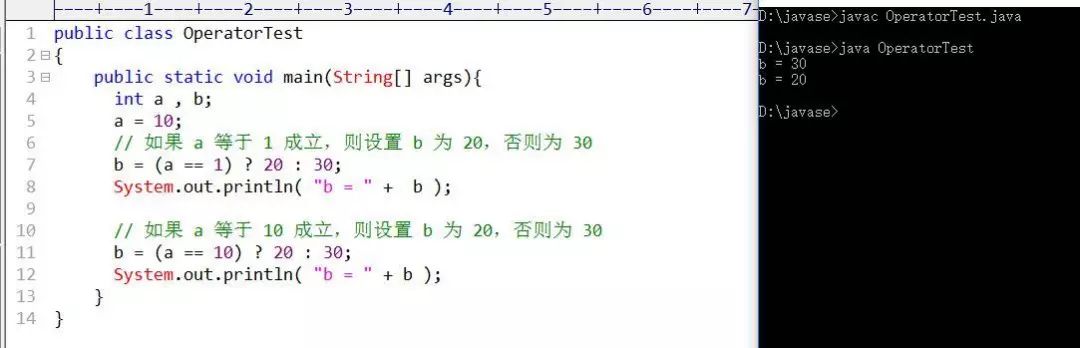 ----+----1----+----2----+----3----+----4----+----5----+----6----+----7-
1 public class OperatorTest
2 {
3 public static void main(String[] args){
4 int a , b;
5 a = 10;
6 // 如果 a 等于 1 成立，则设置 b 为 20，否则为 30
7 b = (a == 1) ? 20 : 30;
8 System.out.println( "b = " +  b );
9
10 // 如果 a 等于 10 成立，则设置 b 为 20，否则为 30
11 b = (a == 10) ? 20 : 30;
12 System.out.println( "b = " + b );
13 }
14 }
D:\javase>javac OperatorTest.java
D:\javase>java OperatorTest
b = 30
b = 20
D:\javase>